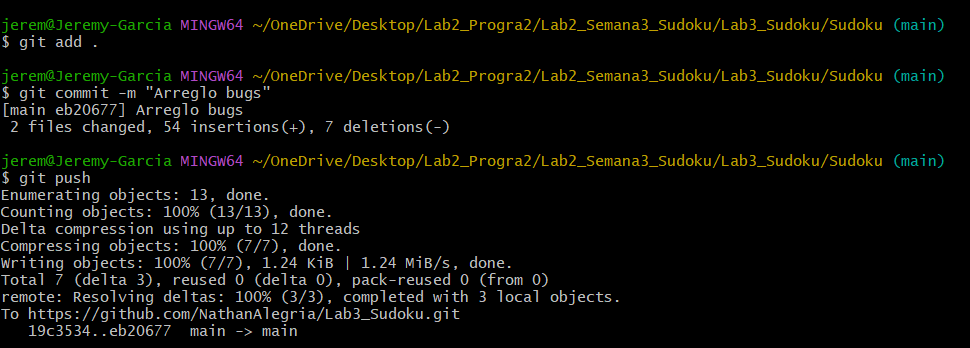 jerem@Jeremy-Garcia MINGW64 ~/OneDrive/Desktop/Lab2_Progra2/Lab2_Semana3_Sudoku/Lab3_Sudoku/Sudoku (main)
$ git add .
jerem@Jeremy-Garcia MINGW64 ~/OneDrive/Desktop/Lab2_Progra2/Lab2_Semana3_Sudoku/Lab3_Sudoku/Sudoku (main)
$ git commit -m "Arreglo bugs"
[main eb20677] Arreglo bugs
 2 files changed, 54 insertions(+), 7 deletions(-)
jerem@Jeremy-Garcia MINGW64 ~/OneDrive/Desktop/Lab2_Progra2/Lab2_Semana3_Sudoku/Lab3_Sudoku/Sudoku (main)
$ git push
Enumerating objects: 13, done.
Counting objects: 100% (13/13), done.
Delta compression using up to 12 threads
Compressing objects: 100% (7/7), done.
Writing objects: 100% (7/7), 1.24 KiB | 1.24 MiB/s, done.
Total 7 (delta 3), reused 0 (delta 0), pack-reused 0 (from 0)
remote: Resolving deltas: 100% (3/3), completed with 3 local objects.
To https://github.com/NathanAlegria/Lab3_Sudoku.git
   19c3534..eb20677  main -> main